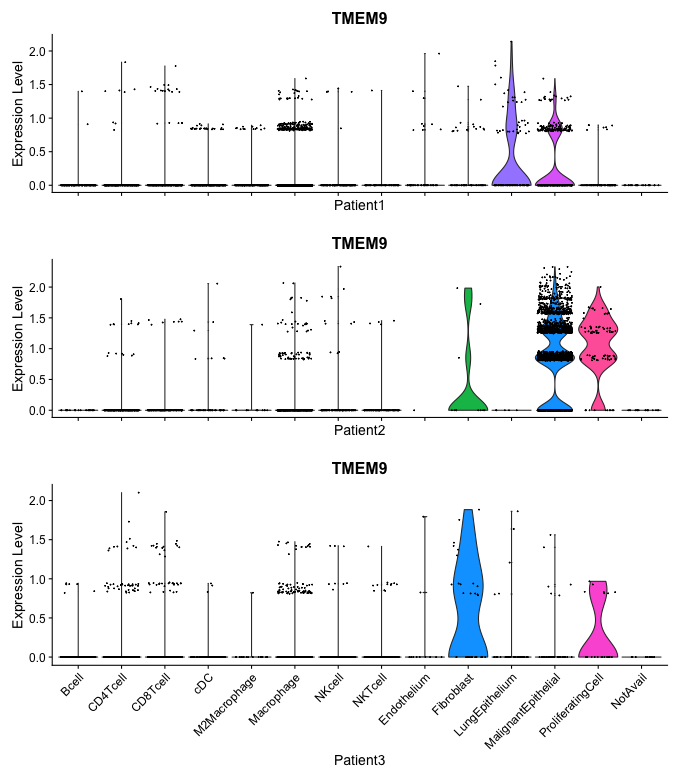 TMEM9
Expression Level
2.0
1.5
1.0
0.5
0.0
Patient1
TMEM9
Expression Level
2.0
1.5
1.0
0.5
0.0
Patient2
TMEM9
Expression Level
2.0
1.5
1.0
0.5
0.0
Bcell
CD4Tcell
CD8Tcell
cDC
M2Macrophage
Macrophage
NKcell
NKTcell
Endothelium
Fibroblast
LungEpithelium
MalignantEpithelial
ProliferatingCell
NotAvail
Patient3